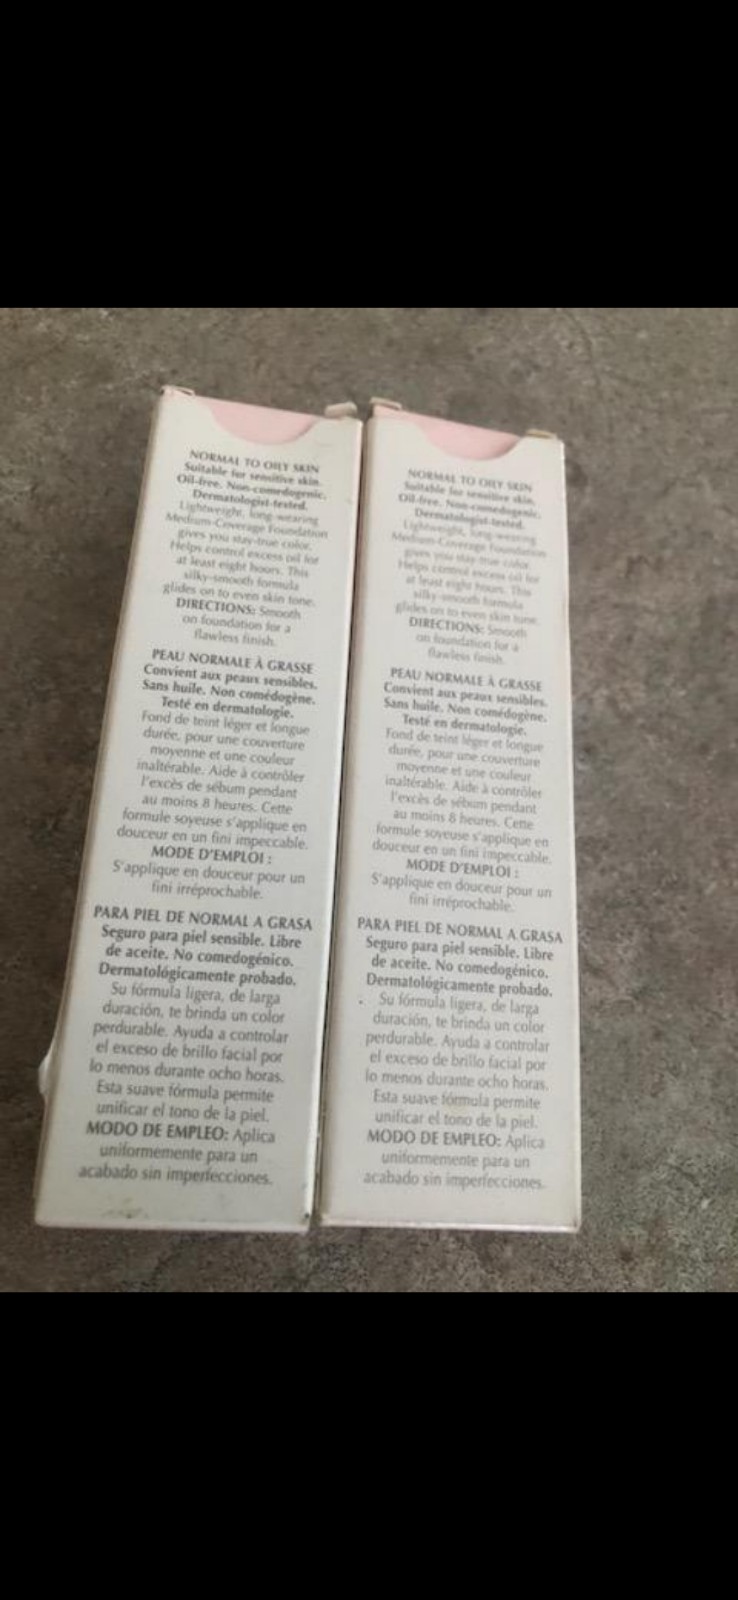 NORMAL TO OILY SKIN
Suitable for sensitive skin.
Oil-free. Non-comedogenic.
Dermatologist-tested.
Lightweight, long-wearing
Medium-Coverage Foundation
gives you stay-true color.
Helps control excess oil for
at least eight hours. This
silky-smooth formula
glides on to even skin tone.
DIRECTIONS: Smooth
on foundation for a
flawless finish.
PEAU NORMALE À GRASSE
Convient aux peaux sensibles.
Sans huile. Non comédogène.
Testé en dermatologie.
Fond de teint léger et longue
durée, pour une couverture
moyenne et une couleur
inaltérable. Aide à contrôler
l'excès de sébum pendant
au moins 8 heures. Cette
formule soyeuse s'applique en
douceur en un fini impeccable.
MODE D'EMPLOI :
S'applique en douceur pour un
fini irréprochable.
PARA PIEL DE NORMAL A GRASA
Seguro para piel sensible. Libre
de aceite. No comedogénico.
Dermatológicamente probado.
Su fórmula ligera, de larga
duración, te brinda un color
perdurable. Ayuda a controlar
el exceso de brillo facial por
lo menos durante ocho horas.
Esta suave fórmula permite
unificar el tono de la piel.
MODO DE EMPLEO: Aplica
uniformemente para un
acabado sin imperfecciones.
NORMAL TO OILY SKIN
Suitable for sensitive skin.
Oil-free. Non-comedogenic.
Dermatologist-tested.
Lightweight, long-wearing
Medium-Coverage Foundation
gives you stay-true color.
Helps control excess oil for
at least eight hours. This
silky-smooth formula
glides on to even skin tone.
DIRECTIONS: Smooth
on foundation for a
flawless finish.
PEAU NORMALE À GRASSE
Convient aux peaux sensibles.
Sans huile. Non comédogène.
Testé en dermatologie.
Fond de teint léger et longue
durée, pour une couverture
moyenne et une couleur
inaltérable. Aide à contrôler
l'excès de sébum pendant
au moins 8 heures. Cette
formule soyeuse s'applique en
douceur en un fini impeccable.
MODE D'EMPLOI :
S'applique en douceur pour un
fini irréprochable.
PARA PIEL DE NORMAL A GRASA
Seguro para piel sensible. Libre
de aceite. No comedogénico.
Dermatológicamente probado.
Su fórmula ligera, de larga
duración, te brinda un color
perdurable. Ayuda a controlar
el exceso de brillo facial por
lo menos durante ocho horas.
Esta suave fórmula permite
unificar el tono de la piel.
MODO DE EMPLEO: Aplica
uniformemente para un
acabado sin imperfecciones.